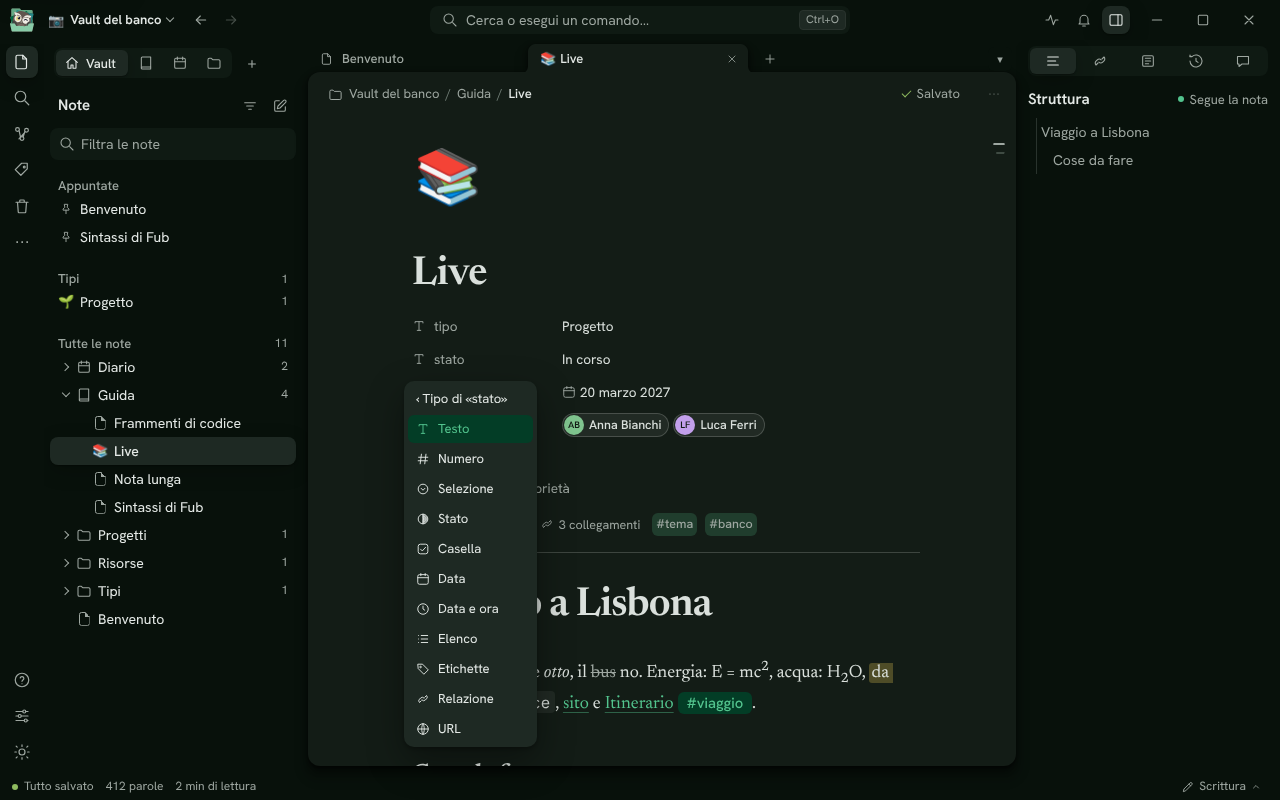 Vault del banco
Cerca o esegui un comando...
Ctrl+O
Vault
Benvenuto
Live
Note
Filtra le note
Appuntate
Benvenuto
Sintassi di Fub
Tipi 1
Progetto 1
Tutte le note 11
Diario 2
Guida 4
Frammenti di codice
Live
Nota lunga
Sintassi di Fub
Progetti 1
Risorse 1
Tipi 1
Benvenuto
Vault del banco / Guida / Live
Salvato
Live
tipo Progetto
stato In corso
20 marzo 2027
AB Anna Bianchi LF Luca Ferri
‹ Tipo di «stato»
Testo
Numero
Selezione
Stato
Casella
Data
Data e ora
Elenco
Etichette
Relazione
URL
3 collegamenti #tema #banco
a Lisbona
e otto, il bus no. Energia: E = mc², acqua: H₂O, da
, sito e Itinerario #viaggio.
Struttura
Segue la nota
Viaggio a Lisbona
Cose da fare
Tutto salvato 412 parole 2 min di lettura
Scrittura